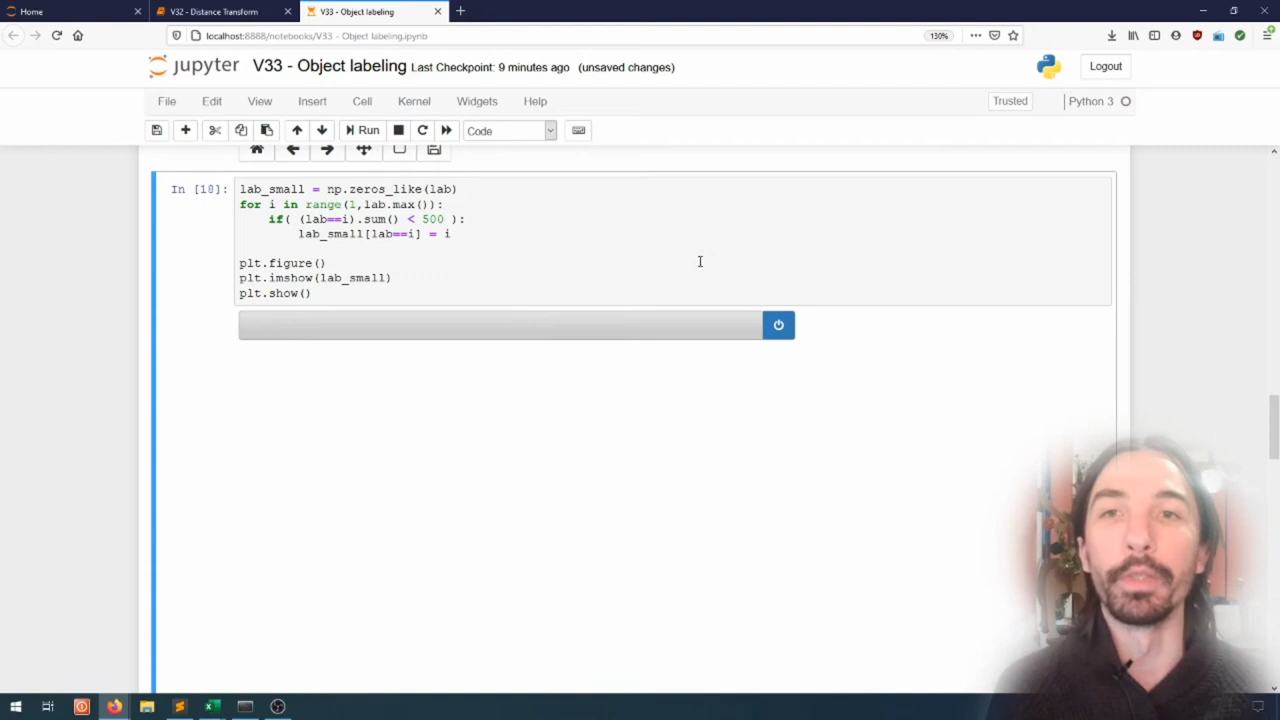 Home
V32 - Distance Transform
V33 - Object labeling
localhost:8888/notebooks/V33 - Object labeling.ipynb
130%
jupyter V33 - Object labeling Last Checkpoint: 9 minutes ago (unsaved changes)
Logout
File Edit View Insert Cell Kernel Widgets Help
Trusted
Python 3
Run
Code
In [18]:
lab_small = np.zeros_like(lab)
for i in range(1,lab.max()):
    if( (lab==i).sum() < 500 ):
        lab_small[lab==i] = i
plt.figure()
plt.imshow(lab_small)
plt.show()